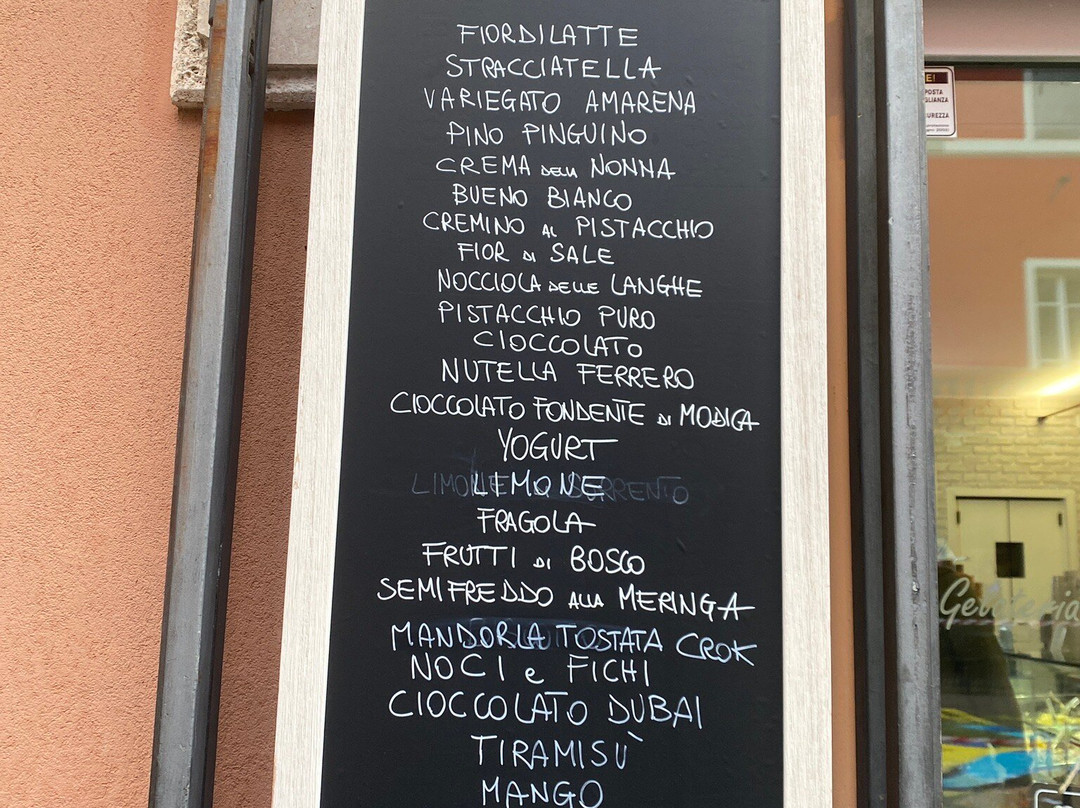 FIORDILATTE
STRACCIATELLA
VARIEGATO AMARENA
PINO PINGUINO
CREMA DELLA NONNA
BUENO BIANCO
CREMINO AL PISTACCHIO
FIOR DI SALE
NOCCIOLA DELLE LANGHE
PISTACCHIO PURO
CIOCCOLATO
NUTELLA FERRERO
CIOCCOLATO FONDENTE DI MODICA
YOGURT
LEMONE
FRAGOLA
FRUTTI DI BOSCO
SEMIFREDDO ALLA MERINGA
MANDORLA TOSTATA CROK
NOCI e FICHI
CIOCCOLATO DUBAI
TIRAMISÙ
MANGO
Gelateria